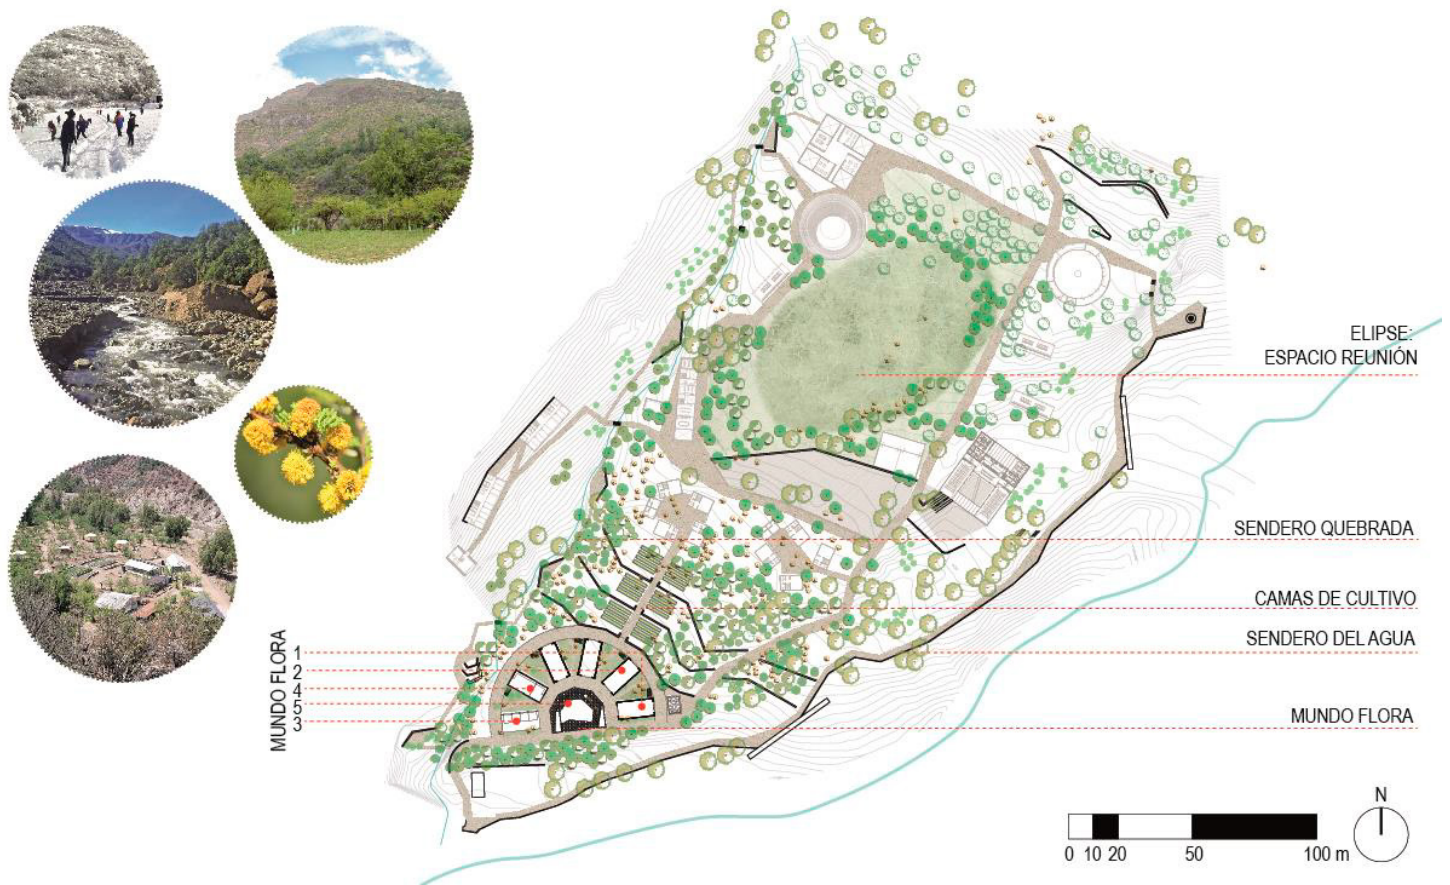 ELIPSE:
ESPACIO REUNIÓN
SENDERO QUEBRADA
CAMAS DE CULTIVO
SENDERO DEL AGUA
MUNDO FLORA
MUNDO FLORA
1
2
4
5
3
N
0 10 20 50 100 m